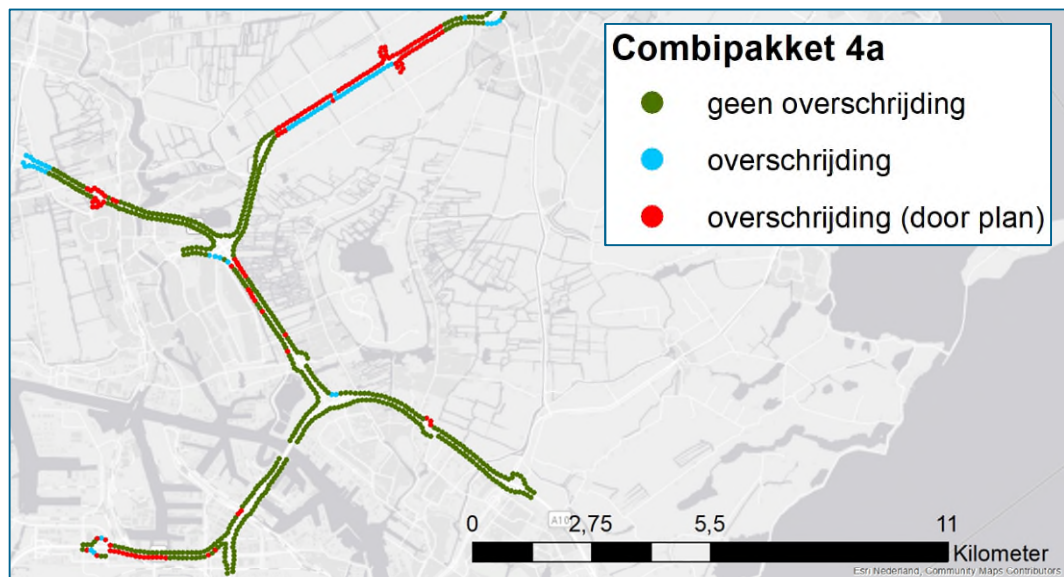 Combipakket 4a
geen overschrijding
overschrijding
overschrijding (door plan)
A10
0 2,75 5,5 11
Kilometer
Esri Nederland, Community Maps Contributors